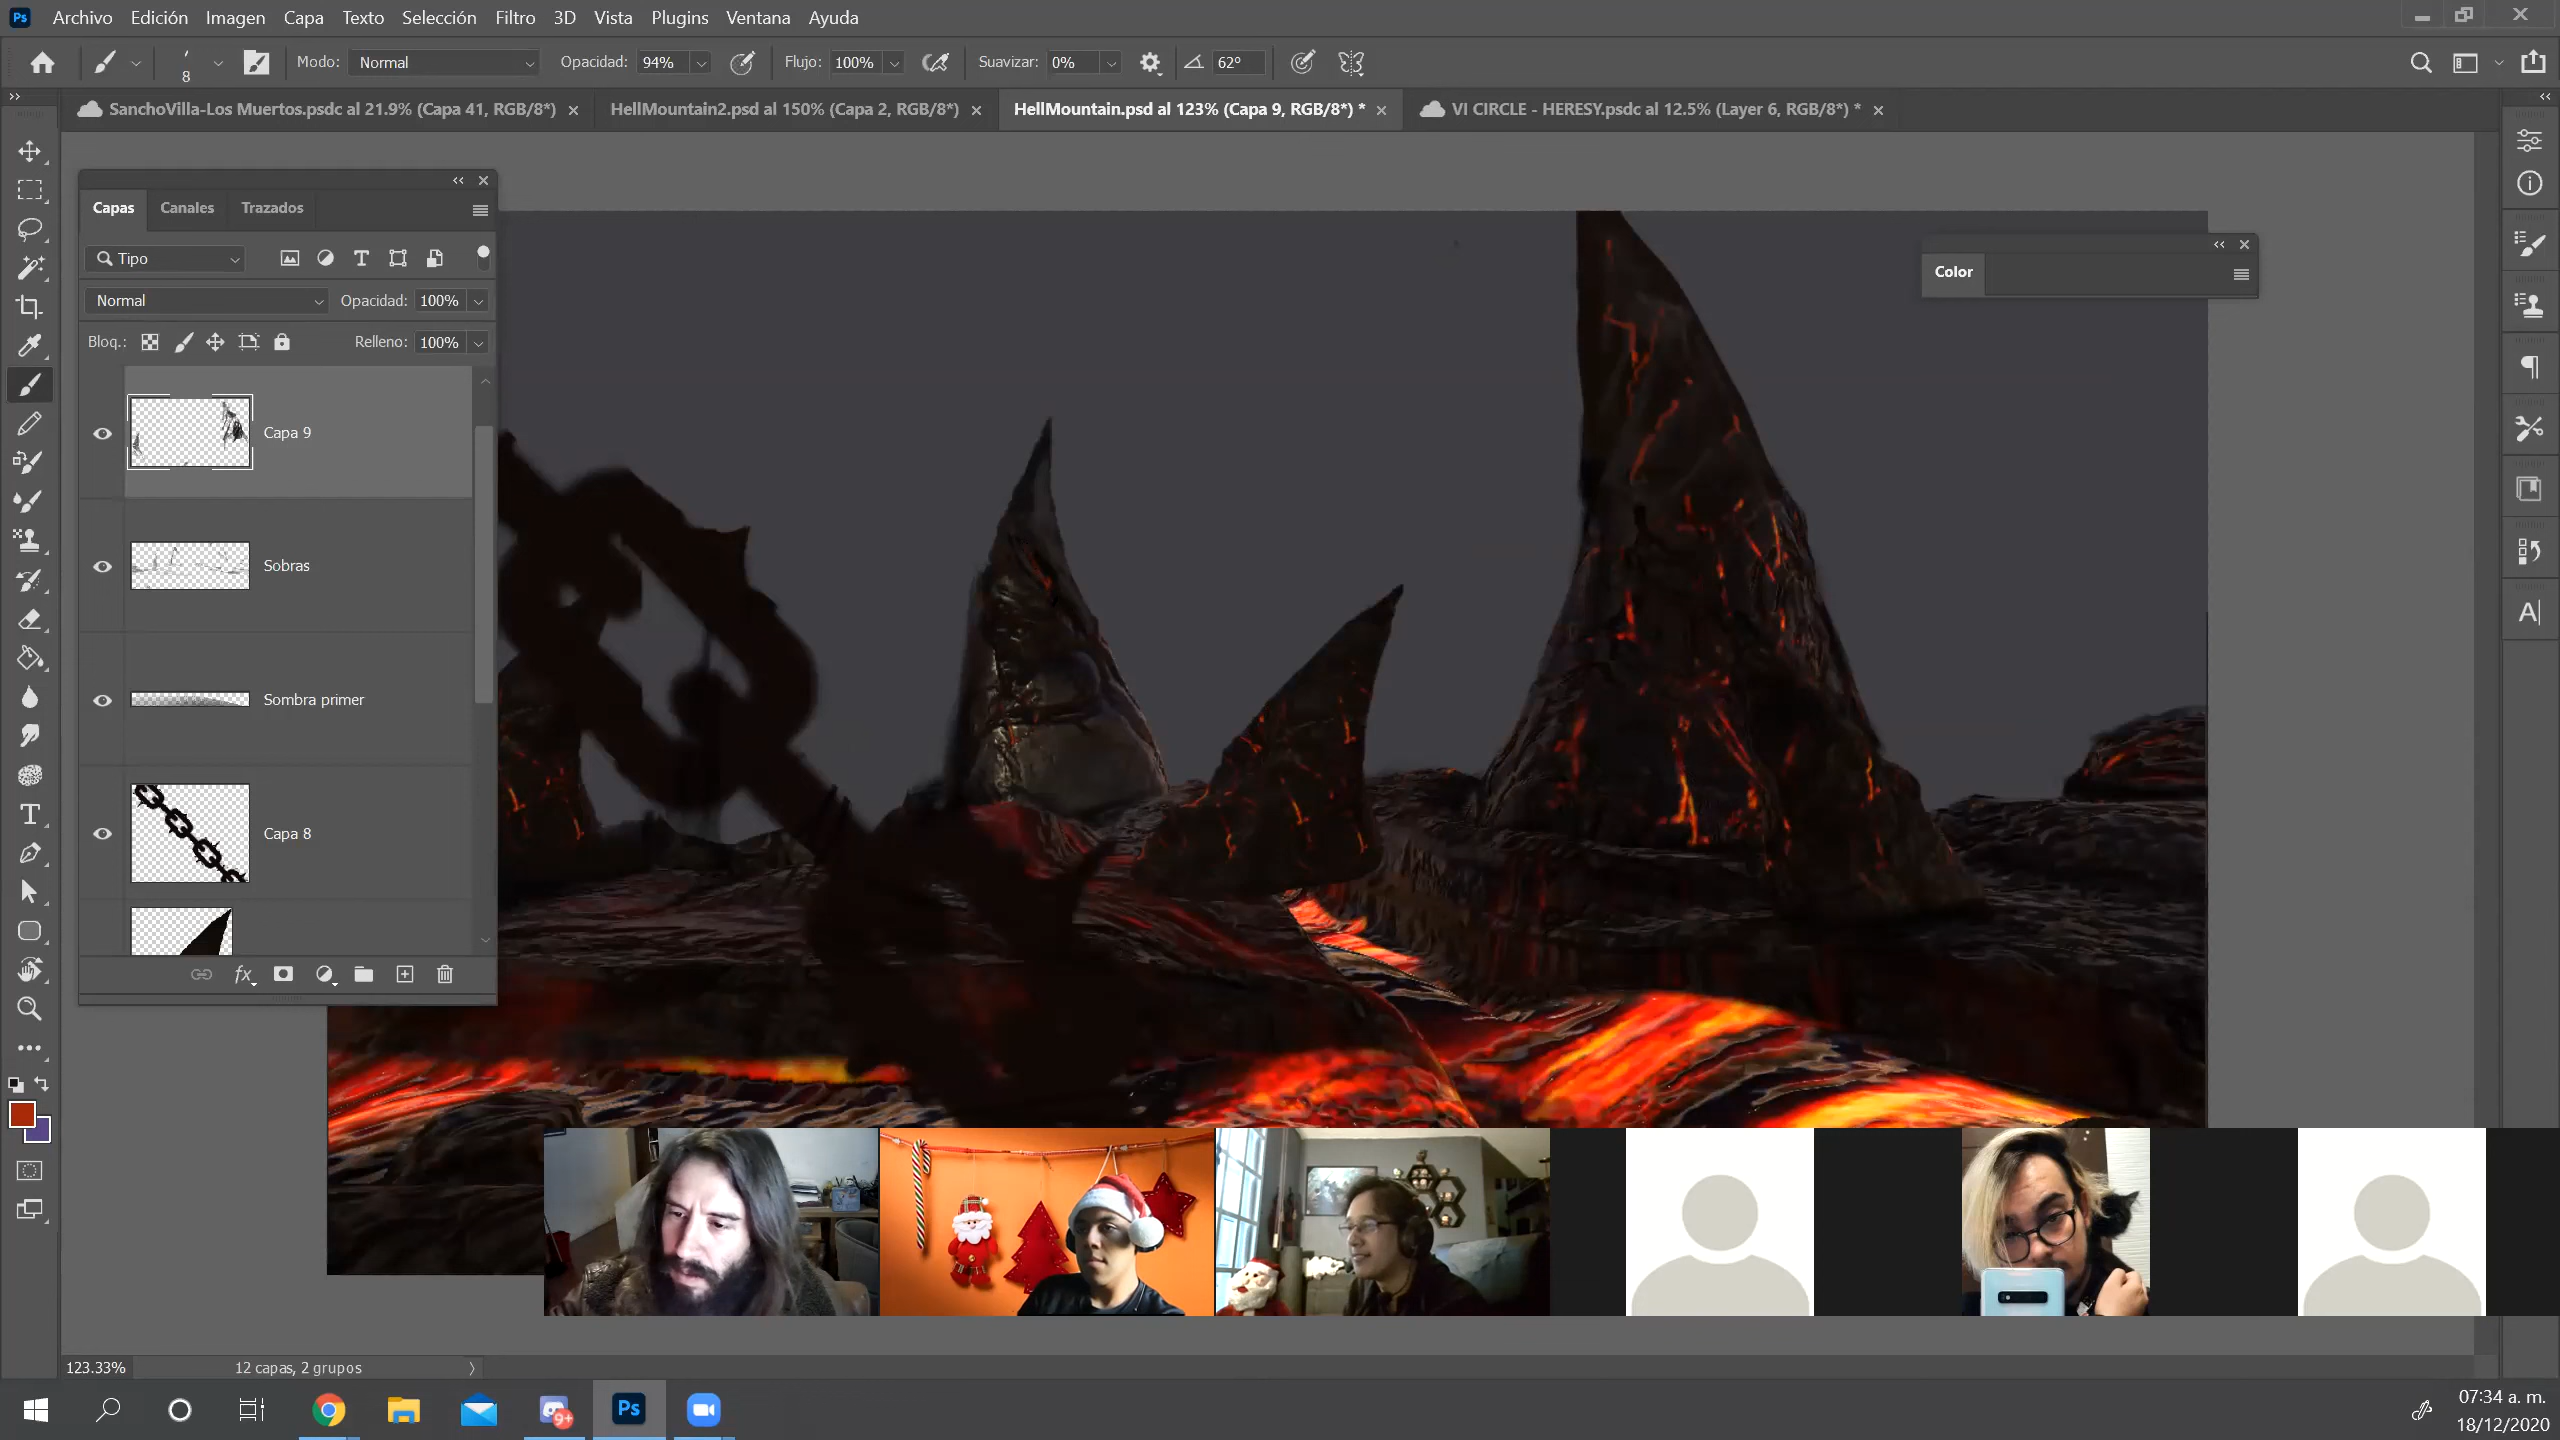 Ps Archivo Edición Imagen Capa Texto Selección Filtro 3D Vista Plugins Ventana Ayuda
8 Modo: Normal Opacidad: 94% Flujo: 100% Suavizar: 0% 62°
SanchoVilla-Los Muertos.psdc al 21.9% (Capa 41, RGB/8*) HellMountain2.psd al 150% (Capa 2, RGB/8*) HellMountain.psd al 123% (Capa 9, RGB/8*) * VI CIRCLE - HERESY.psdc al 12.5% (Layer 6, RGB/8*) *
Capas Canales Trazados
Tipo
Normal Opacidad: 100%
Bloq.: Relleno: 100%
Capa 9
Sobras
Sombra primer
Capa 8
fx
Color
123.33% 12 capas, 2 grupos
9+
Ps
07:34 a. m.
18/12/2020